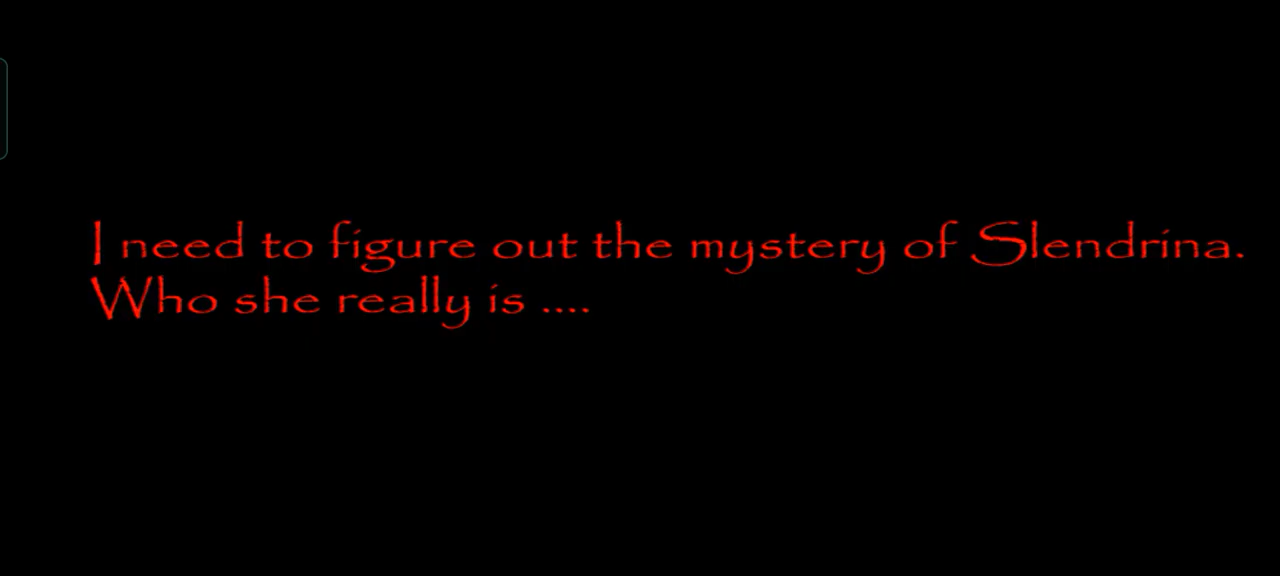 I need to figure out the mystery of Slendrina.
Who she really is ....